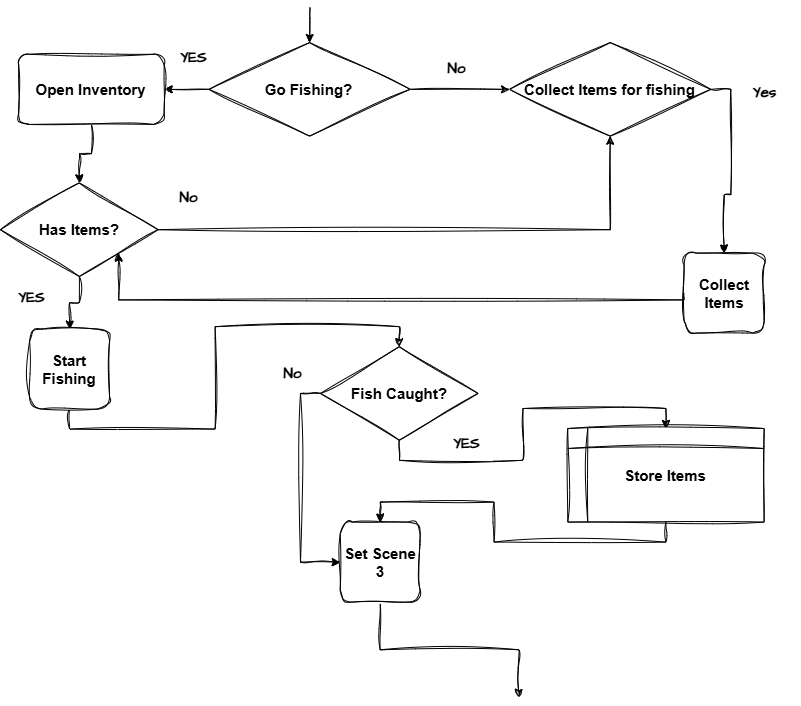 YES
Go Fishing?
No
Open Inventory
Collect Items for fishing
Yes
No
Has Items?
YES
Collect
Items
Start
Fishing
No
Fish Caught?
YES
Store Items
Set Scene
3